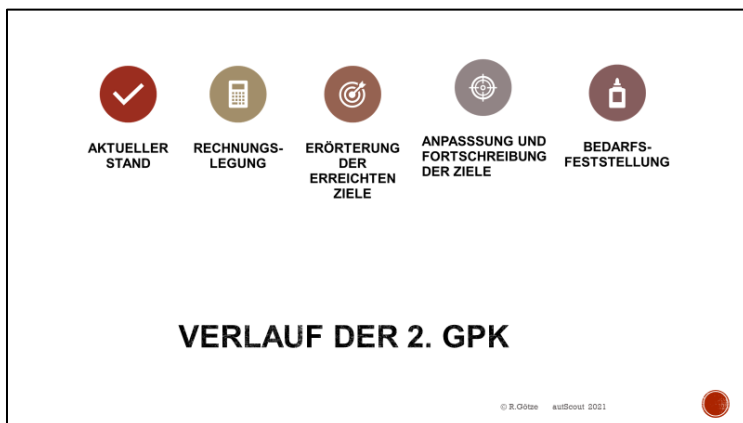 AKTUELLER
STAND
RECHNUNGS-
LEGUNG
ERÖRTERUNG
DER
ERREICHTEN
ZIELE
ANPASSSUNG UND
FORTSCHREIBUNG
DER ZIELE
BEDARFS-
FESTSTELLUNG
VERLAUF DER 2. GPK
© R.Götze autScout 2021